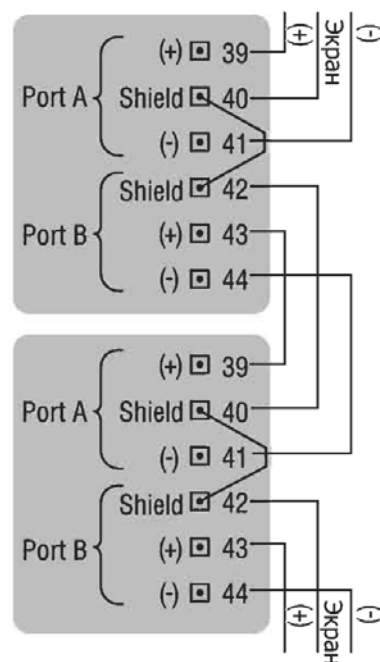 (+) 39 (+) Экран (-)
Port A Shield 40
(-) 41
Shield 42
Port B (+) 43
(-) 44
(+) 39
Port A Shield 40
(-) 41
Shield 42
Port B (+) 43
(-) 44
(+) Экран (-)